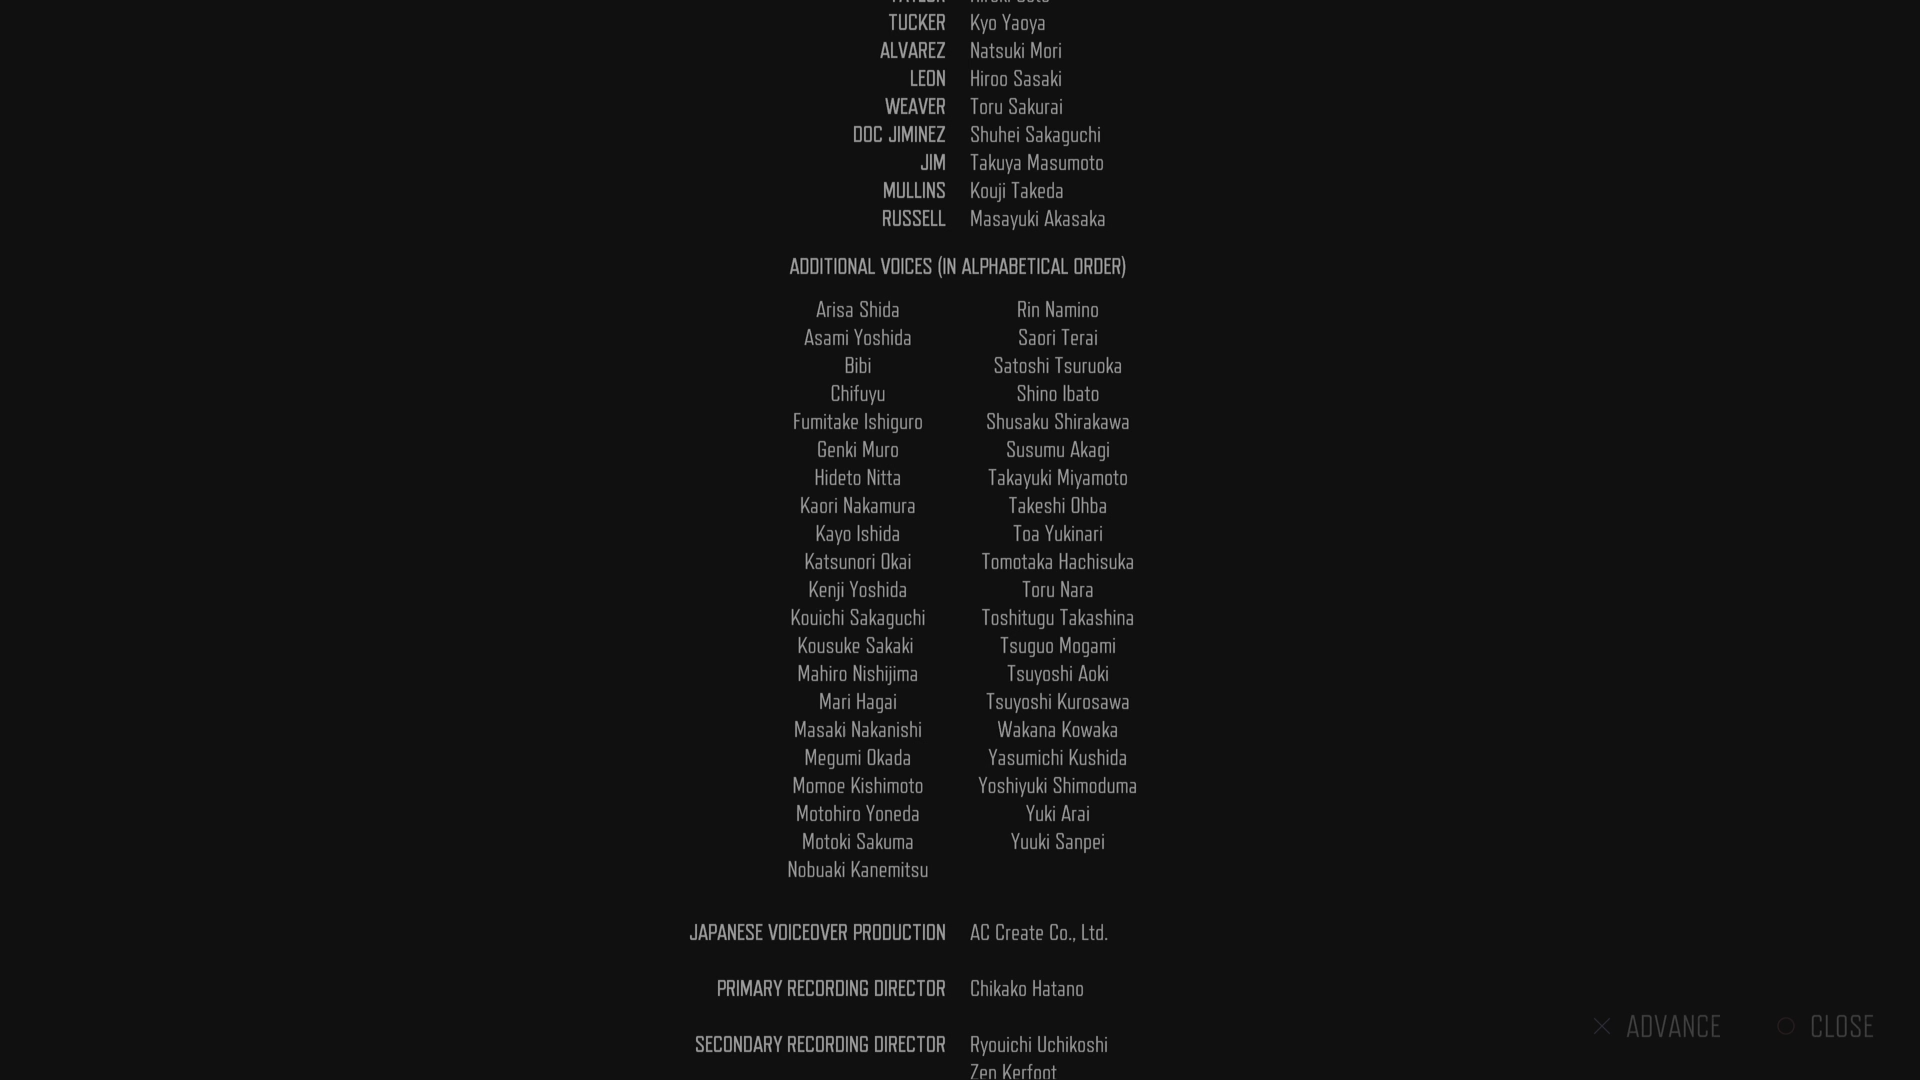 TUCKER Kyo Yaoya
ALVAREZ Natsuki Mori
LEON Hiroo Sasaki
WEAVER Toru Sakurai
DOC JIMINEZ Shuhei Sakaguchi
JIM Takuya Masumoto
MULLINS Kouji Takeda
RUSSELL Masayuki Akasaka
ADDITIONAL VOICES (IN ALPHABETICAL ORDER)
Arisa Shida Rin Namino
Asami Yoshida Saori Terai
Bibi Satoshi Tsuruoka
Chifuyu Shino Ibato
Fumitake Ishiguro Shusaku Shirakawa
Genki Muro Susumu Akagi
Hideto Nitta Takayuki Miyamoto
Kaori Nakamura Takeshi Ohba
Kayo Ishida Toa Yukinari
Katsunori Okai Tomotaka Hachisuka
Kenji Yoshida Toru Nara
Kouichi Sakaguchi Toshitugu Takashina
Kousuke Sakaki Tsuguo Mogami
Mahiro Nishijima Tsuyoshi Aoki
Mari Hagai Tsuyoshi Kurosawa
Masaki Nakanishi Wakana Kowaka
Megumi Okada Yasumichi Kushida
Momoe Kishimoto Yoshiyuki Shimoduma
Motohiro Yoneda Yuki Arai
Motoki Sakuma Yuuki Sanpei
Nobuaki Kanemitsu
JAPANESE VOICEOVER PRODUCTION AC Create Co., Ltd.
PRIMARY RECORDING DIRECTOR Chikako Hatano
SECONDARY RECORDING DIRECTOR Ryouichi Uchikoshi
Zen Kerfoot
ADVANCE CLOSE